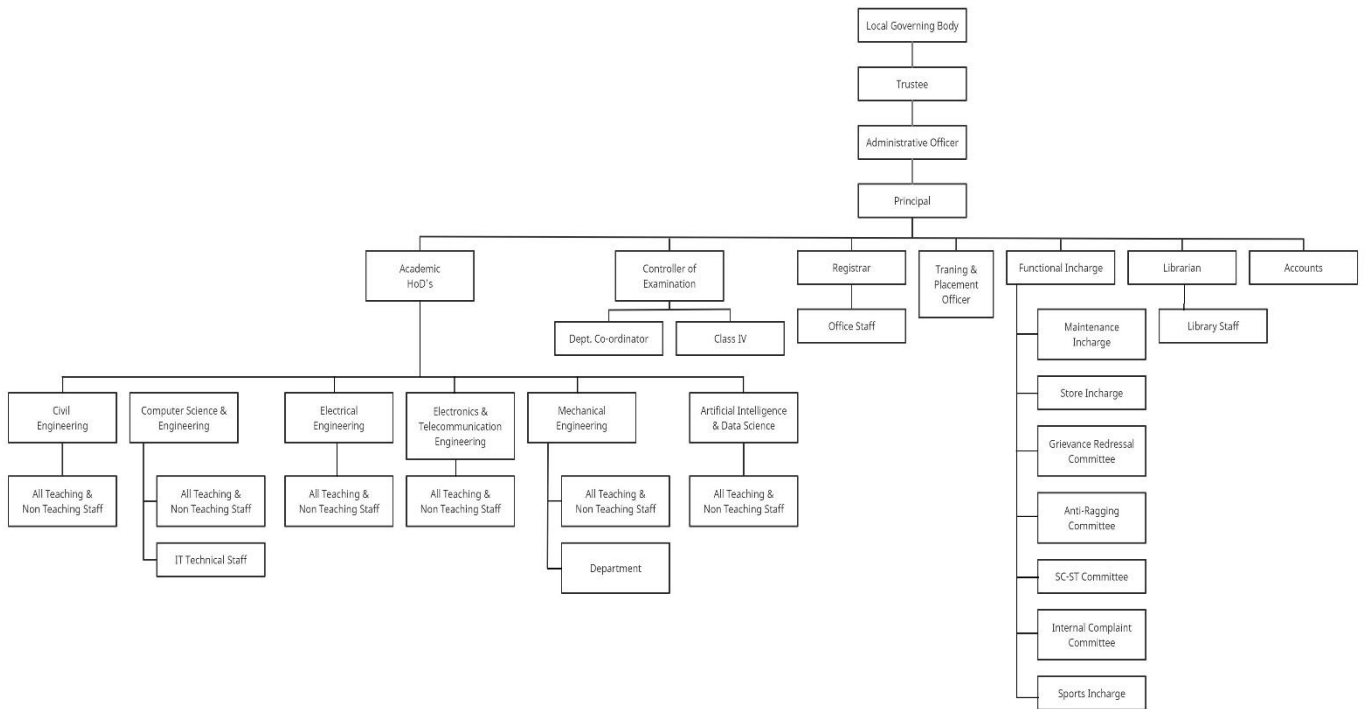 Local Governing Body
Trustee
Administrative Officer
Principal
Academic
HoD's
Controller of
Examination
Registrar
Traning &
Placement
Officer
Functional Incharge
Librarian
Accounts
Dept. Co-ordinator
Class IV
Office Staff
Library Staff
Maintenance
Incharge
Store Incharge
Grievance Redressal
Committee
Anti-Ragging
Committee
SC-ST Committee
Internal Complaint
Committee
Sports Incharge
Civil
Engineering
Computer Science &
Engineering
Electrical
Engineering
Electronics &
Telecommunication
Engineering
Mechanical
Engineering
Artificial Intelligence
& Data Science
All Teaching &
Non Teaching Staff
All Teaching &
Non Teaching Staff
All Teaching &
Non Teaching Staff
All Teaching &
Non Teaching Staff
All Teaching &
Non Teaching Staff
All Teaching &
Non Teaching Staff
IT Technical Staff
Department